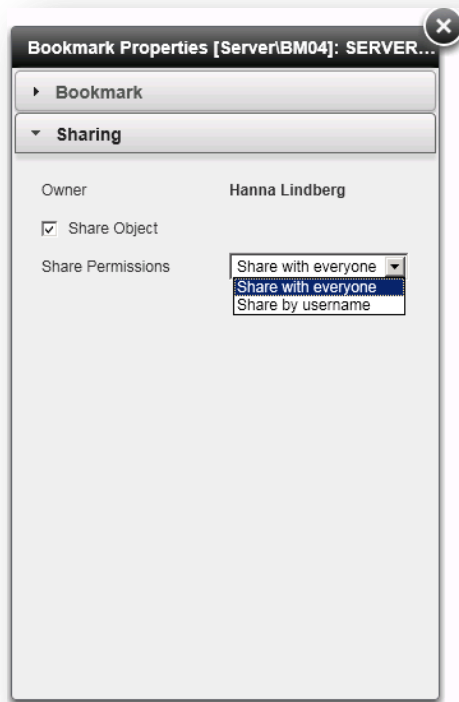 Bookmark Properties [Server\BM04]: SERVER...
Bookmark
Sharing
Owner Hanna Lindberg
Share Object
Share Permissions Share with everyone
Share with everyone
Share by username